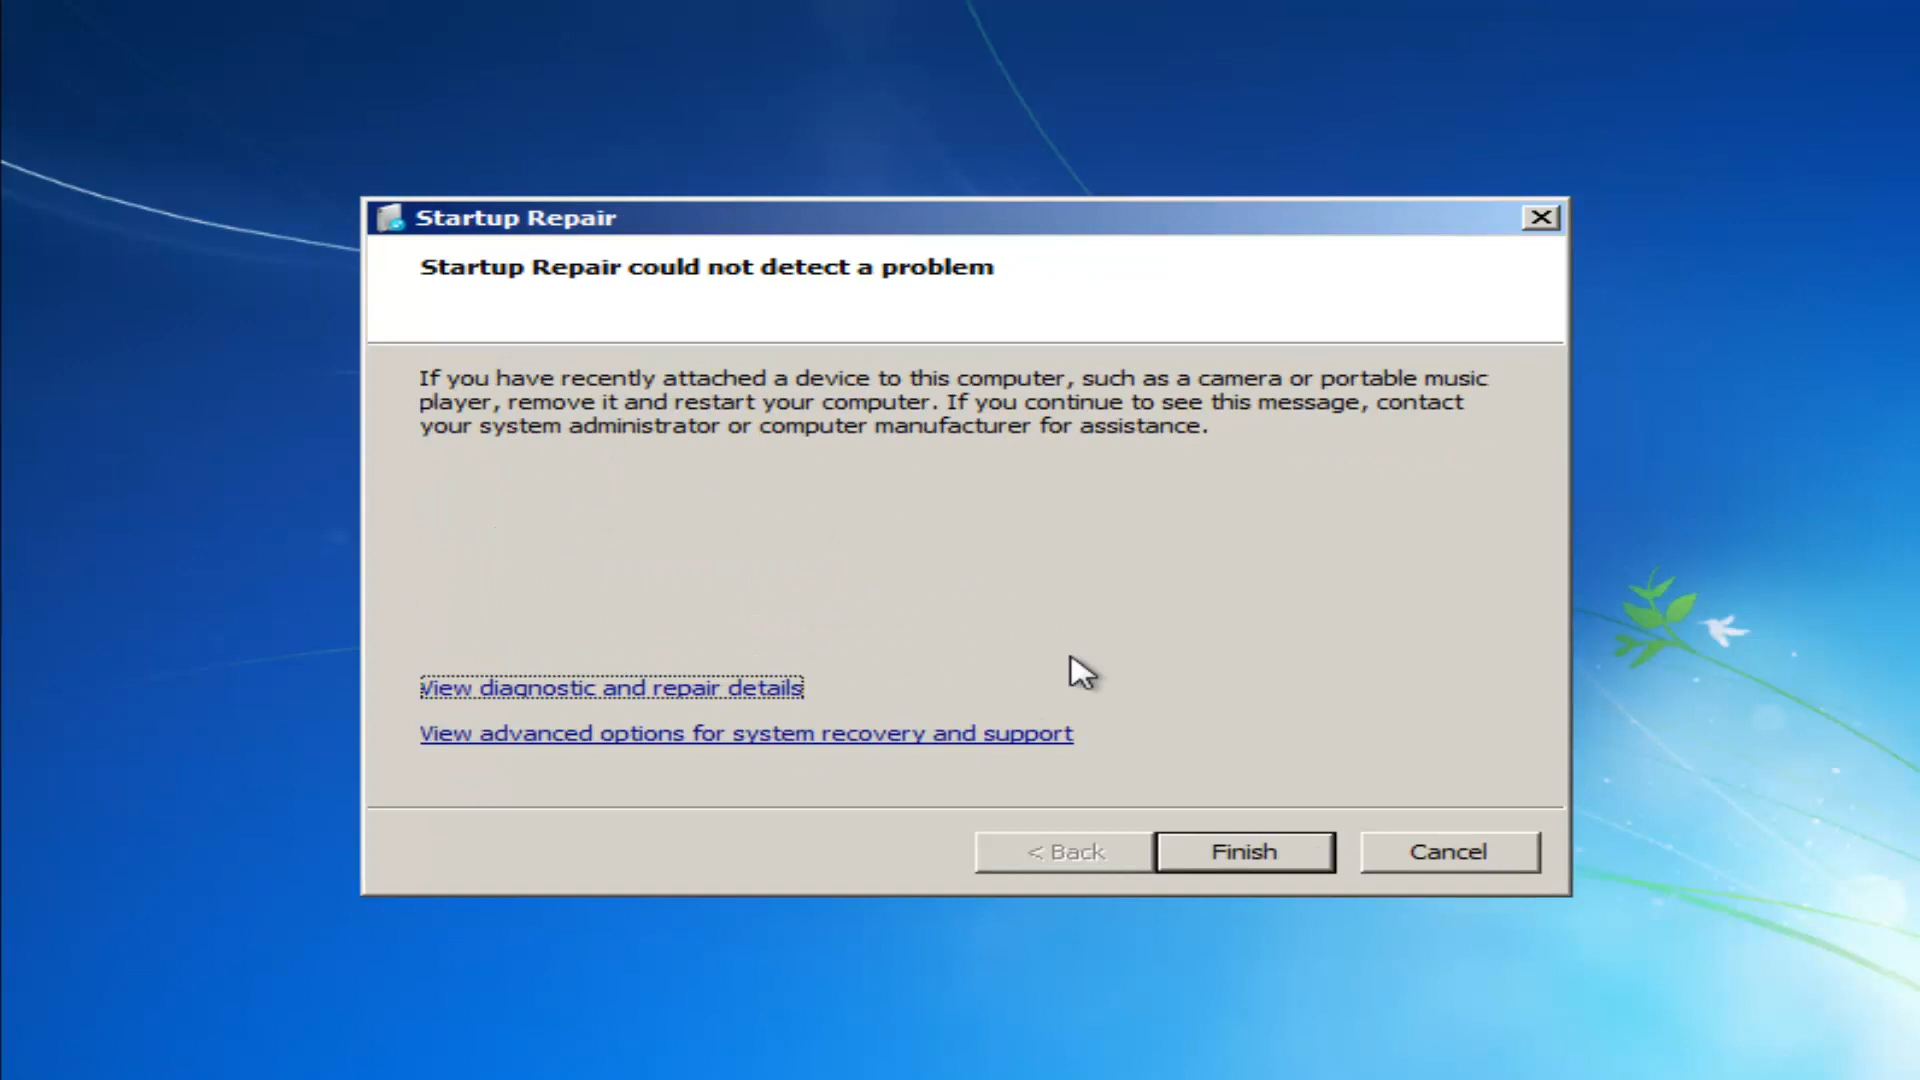 Startup Repair
Startup Repair could not detect a problem
If you have recently attached a device to this computer, such as a camera or portable music
player, remove it and restart your computer. If you continue to see this message, contact
your system administrator or computer manufacturer for assistance.
View diagnostic and repair details
View advanced options for system recovery and support
< Back
Finish
Cancel